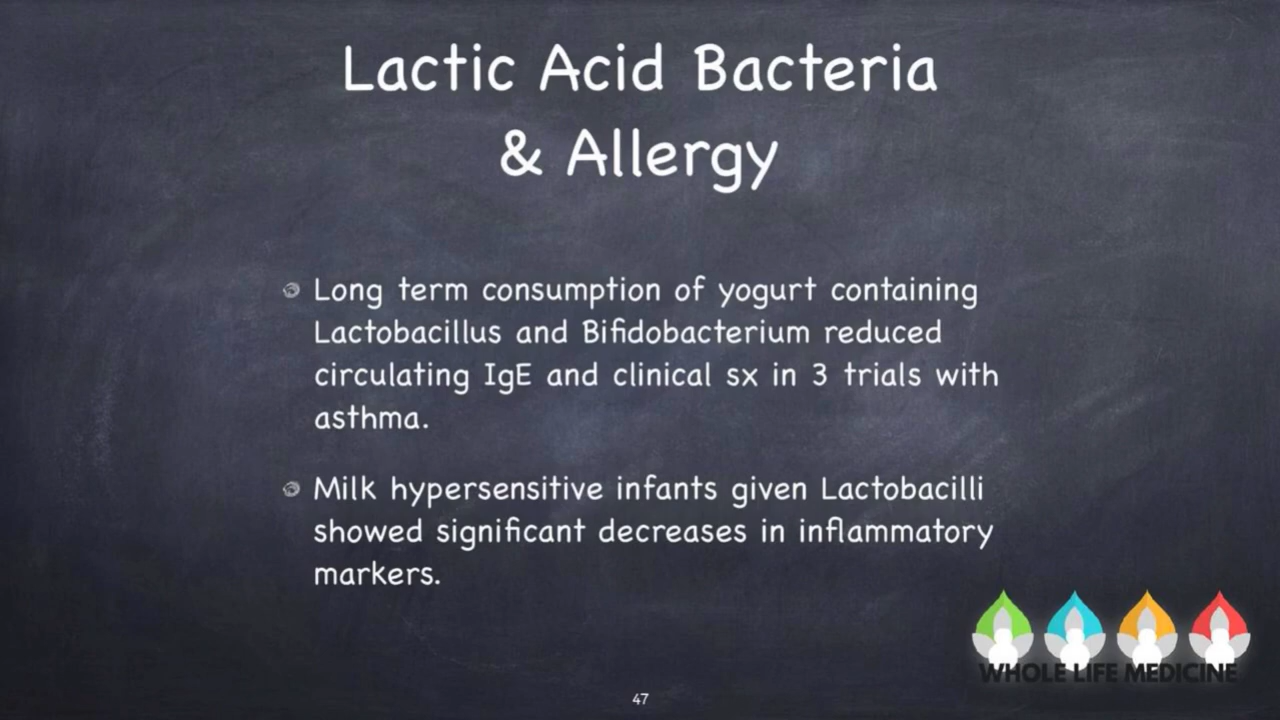 Lactic Acid Bacteria
& Allergy
Long term consumption of yogurt containing
Lactobacillus and Bifidobacterium reduced
circulating IgE and clinical sx in 3 trials with
asthma.
Milk hypersensitive infants given Lactobacilli
showed significant decreases in inflammatory
markers.
WHOLE LIFE MEDICINE
47